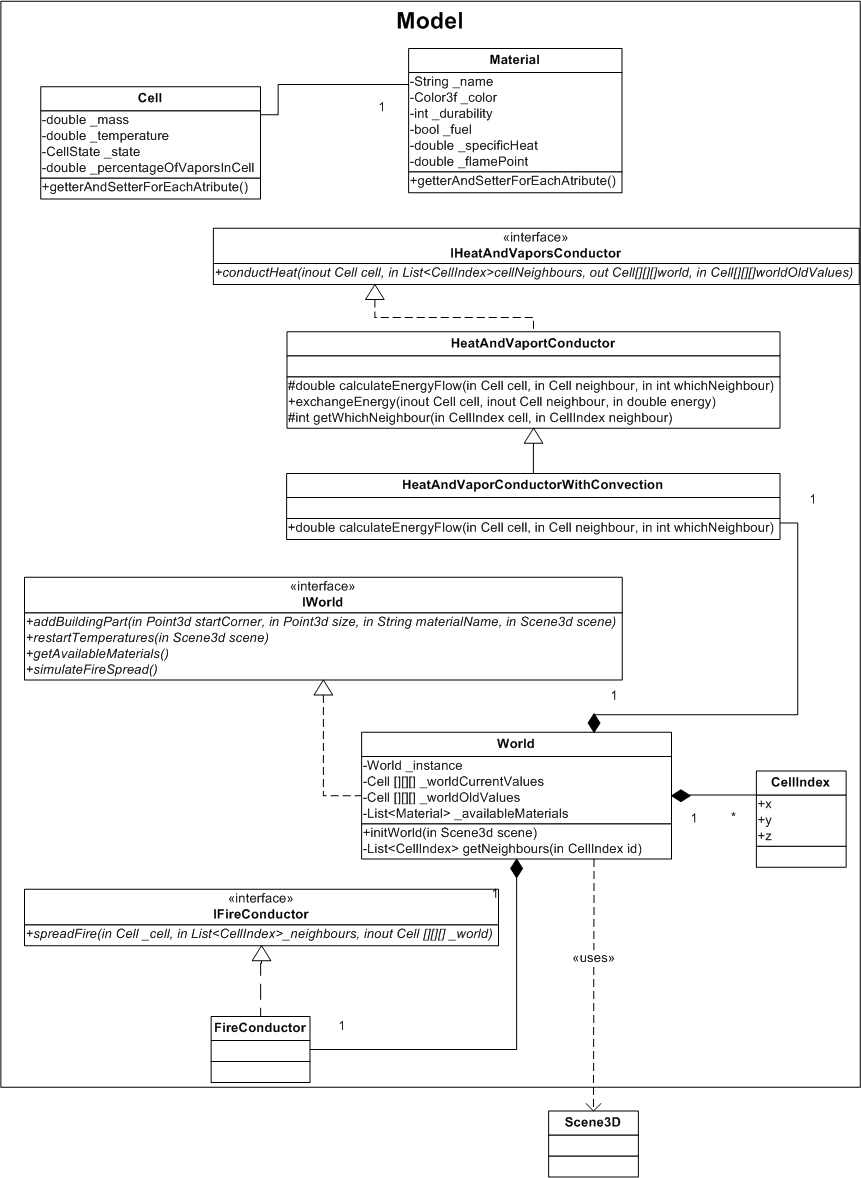 Model
Material
-String _name
-Color3f _color
-int _durability
-bool _fuel
-double _specificHeat
-double _flamePoint
+getterAndSetterForEachAtribute()
Cell
-double _mass
-double _temperature
-CellState _state
-double _percentageOfVaporsInCell
+getterAndSetterForEachAtribute()
1
«interface»
IHeatAndVaporsConductor
+conductHeat(inout Cell cell, in List<CellIndex>cellNeighbours, out Cell[][][]world, in Cell[][][]worldOldValues)
HeatAndVaportConductor
#double calculateEnergyFlow(in Cell cell, in Cell neighbour, in int whichNeighbour)
+exchangeEnergy(inout Cell cell, inout Cell neighbour, in double energy)
#int getWhichNeighbour(in CellIndex cell, in CellIndex neighbour)
HeatAndVaporConductorWithConvection
+double calculateEnergyFlow(in Cell cell, in Cell neighbour, in int whichNeighbour)
1
«interface»
IWorld
+addBuildingPart(in Point3d startCorner, in Point3d size, in String materialName, in Scene3d scene)
+restartTemperatures(in Scene3d scene)
+getAvailableMaterials()
+simulateFireSpread()
1
World
-World _instance
-Cell [][][] _worldCurrentValues
-Cell [][][] _worldOldValues
-List<Material> _availableMaterials
+initWorld(in Scene3d scene)
-List<CellIndex> getNeighbours(in CellIndex id)
1
*
CellIndex
+x
+y
+z
1
«interface»
IFireConductor
+spreadFire(in Cell _cell, in List<CellIndex>_neighbours, inout Cell [][][] _world)
«uses»
FireConductor
1
Scene3D